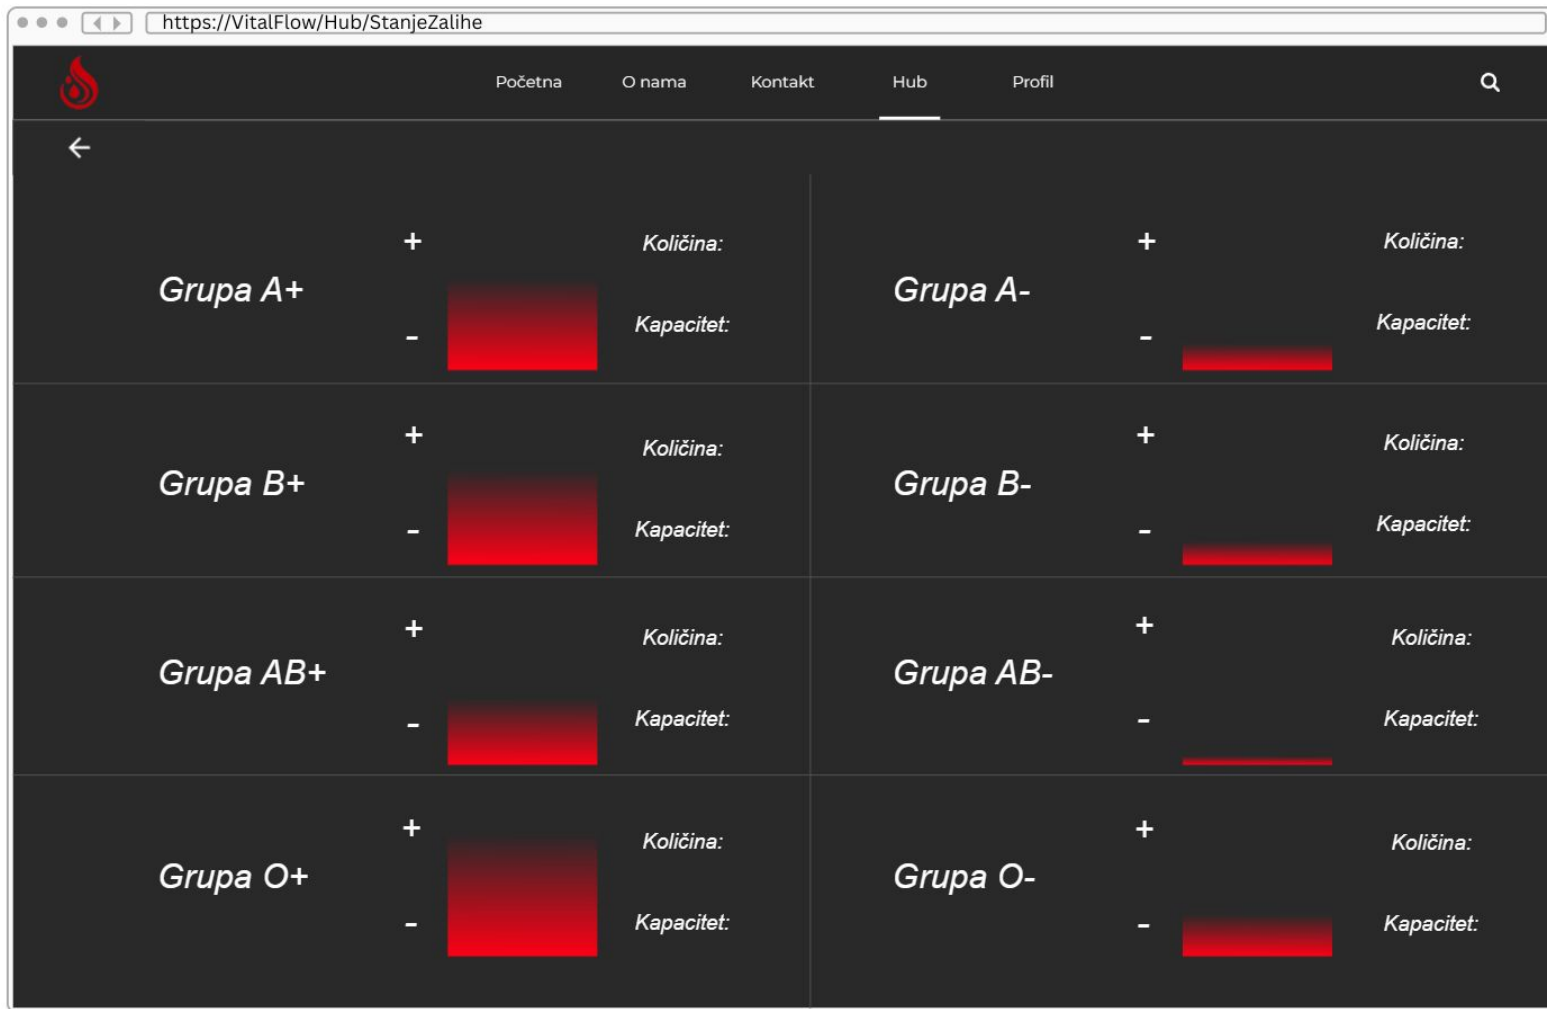 https://VitalFlow/Hub/StanjeZalihe
Početna O nama Kontakt Hub Profil
Grupa A+
+
-
Količina:
Kapacitet:
Grupa A-
+
-
Količina:
Kapacitet:
Grupa B+
+
-
Količina:
Kapacitet:
Grupa B-
+
-
Količina:
Kapacitet:
Grupa AB+
+
-
Količina:
Kapacitet:
Grupa AB-
+
-
Količina:
Kapacitet:
Grupa O+
+
-
Količina:
Kapacitet:
Grupa O-
+
-
Količina:
Kapacitet: